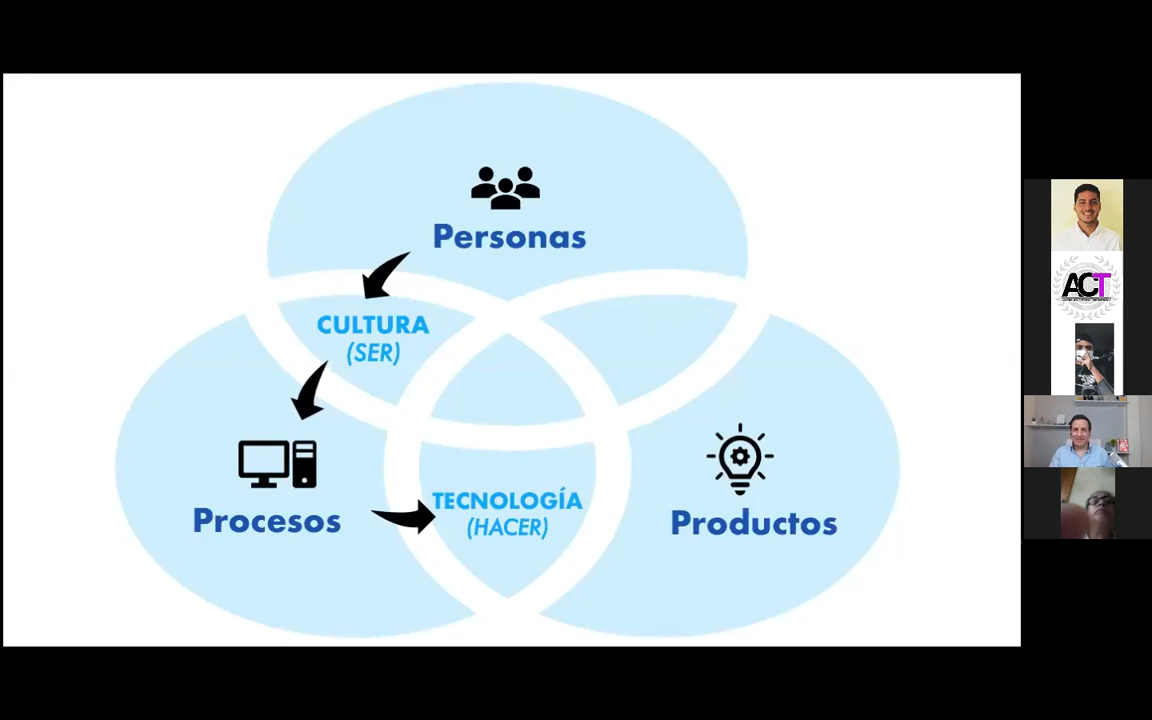 Personas
CULTURA
(SER)
Procesos
TECNOLOGÍA
(HACER)
Productos
ACT